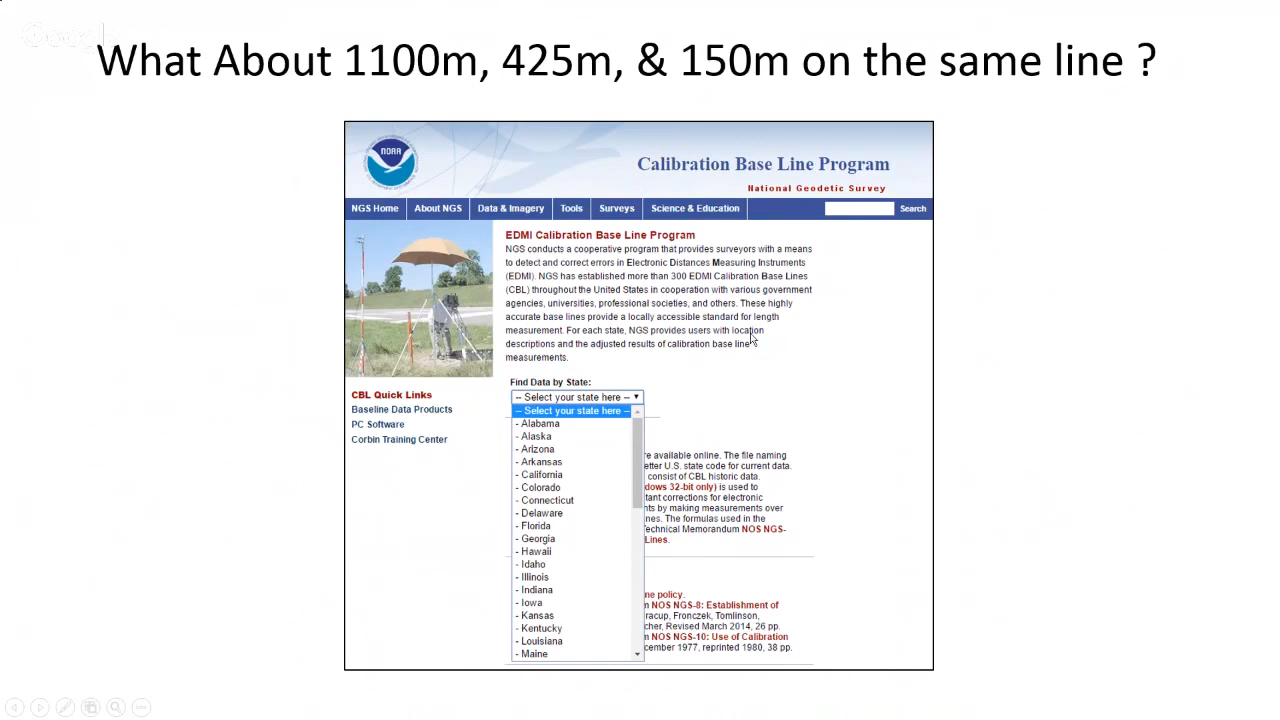 What About 1100m, 425m, & 150m on the same line ?
NOAA
Calibration Base Line Program
National Geodetic Survey
NGS Home About NGS Data & Imagery Tools Surveys Science & Education Search
EDMI Calibration Base Line Program
NGS conducts a cooperative program that provides surveyors with a means
to detect and correct errors in Electronic Distances Measuring Instruments
(EDMI). NGS has established more than 300 EDMI Calibration Base Lines
(CBL) throughout the United States in cooperation with various government
agencies, universities, professional societies, and others. These highly
accurate base lines provide a locally accessible standard for length
measurement. For each state, NGS provides users with location
descriptions and the adjusted results of calibration base line
measurements.
CBL Quick Links
Baseline Data Products
PC Software
Corbin Training Center
Find Data by State:
-- Select your state here --
-- Select your state here --
- Alabama
- Alaska
- Arizona
- Arkansas
- California
- Colorado
- Connecticut
- Delaware
- Florida
- Georgia
- Hawaii
- Idaho
- Illinois
- Indiana
- Iowa
- Kansas
- Kentucky
- Louisiana
- Maine
re available online. The file naming
etter U.S. state code for current data.
consist of CBL historic data.
dows 32-bit only) is used to
tant corrections for electronic
nts by making measurements over
nes. The formulas used in the
Technical Memorandum NOS NGS-
Lines.
ne policy.
m NOS NGS-8: Establishment of
racup, Fronczek, Tomlinson,
cher, Revised March 2014, 26 pp.
m NOS NGS-10: Use of Calibration
cember 1977, reprinted 1980, 38 pp.